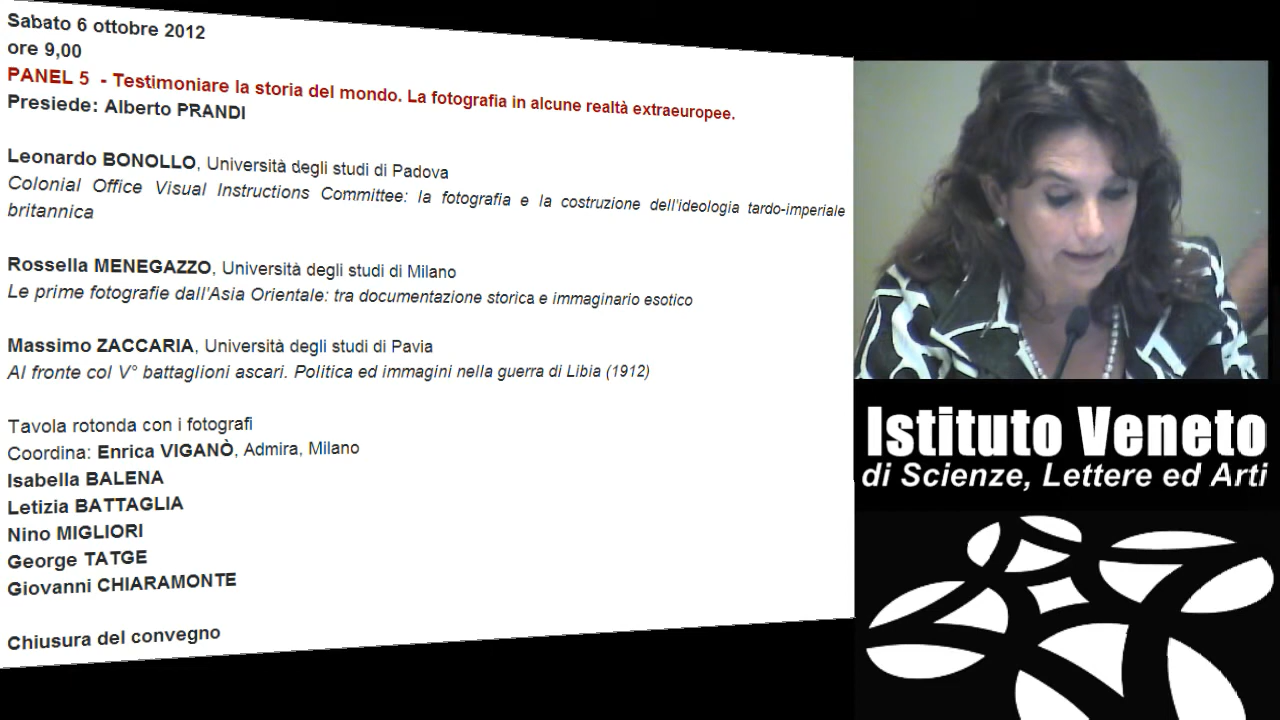 Sabato 6 ottobre 2012
ore 9,00
PANEL 5 - Testimoniare la storia del mondo. La fotografia in alcune realtà extraeuropee.
Presiede: Alberto PRANDI
Leonardo BONOLLO, Università degli studi di Padova
Colonial Office Visual Instructions Committee: la fotografia e la costruzione dell'ideologia tardo-imperiale
britannica
Rossella MENEGAZZO, Università degli studi di Milano
Le prime fotografie dall'Asia Orientale: tra documentazione storica e immaginario esotico
Massimo ZACCARIA, Università degli studi di Pavia
Al fronte col V° battaglioni ascari. Politica ed immagini nella guerra di Libia (1912)
Tavola rotonda con i fotografi
Coordina: Enrica VIGANÒ, Admira, Milano
Isabella BALENA
Letizia BATTAGLIA
Nino MIGLIORI
George TATGE
Giovanni CHIARAMONTE
Chiusura del convegno
Istituto Veneto
di Scienze, Lettere ed Arti